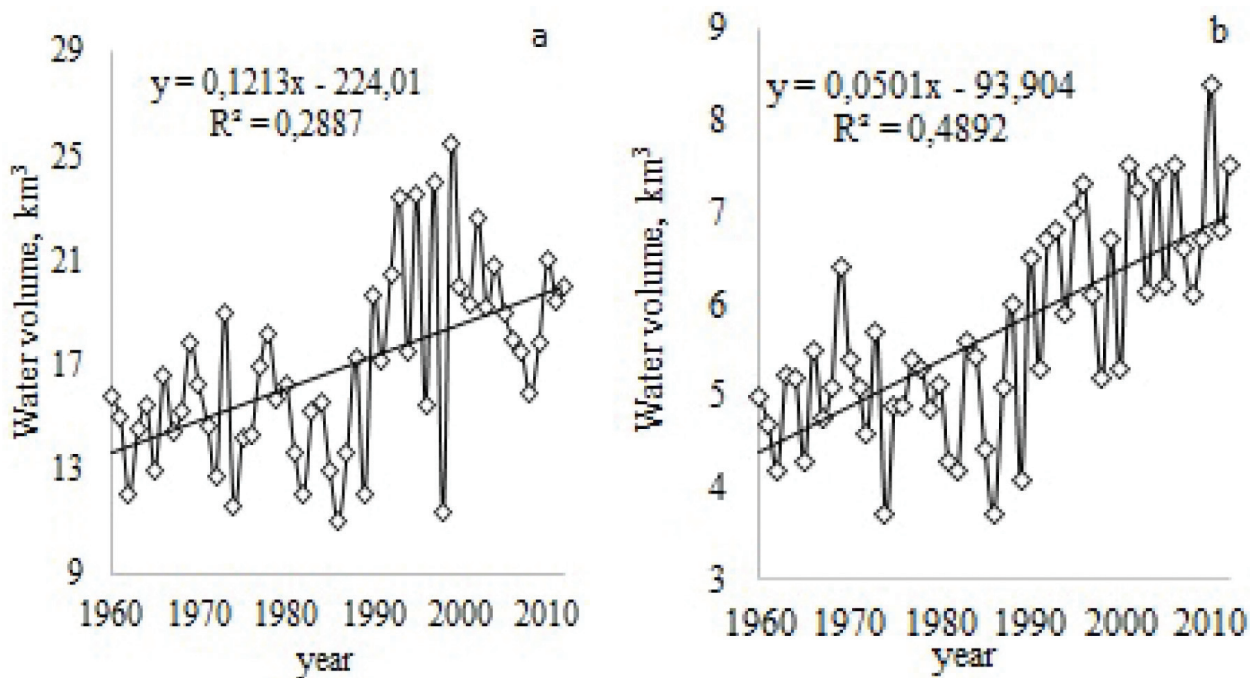 a
y = 0,1213x - 224,01
R² = 0,2887
Water volume, km³
29
25
21
17
13
9
1960 1970 1980 1990 2000 2010
year
b
y = 0,0501x - 93,904
R² = 0,4892
Water volume, km³
9
8
7
6
5
4
3
1960 1970 1980 1990 2000 2010
year